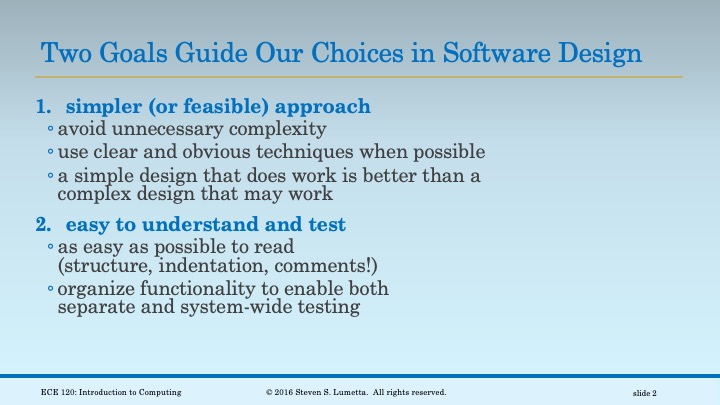 Two Goals Guide Our Choices in Software Design
1. simpler (or feasible) approach
◦ avoid unnecessary complexity
◦ use clear and obvious techniques when possible
◦ a simple design that does work is better than a
complex design that may work
2. easy to understand and test
◦ as easy as possible to read
(structure, indentation, comments!)
◦ organize functionality to enable both
separate and system-wide testing
ECE 120: Introduction to Computing © 2016 Steven S. Lumetta. All rights reserved. slide 2